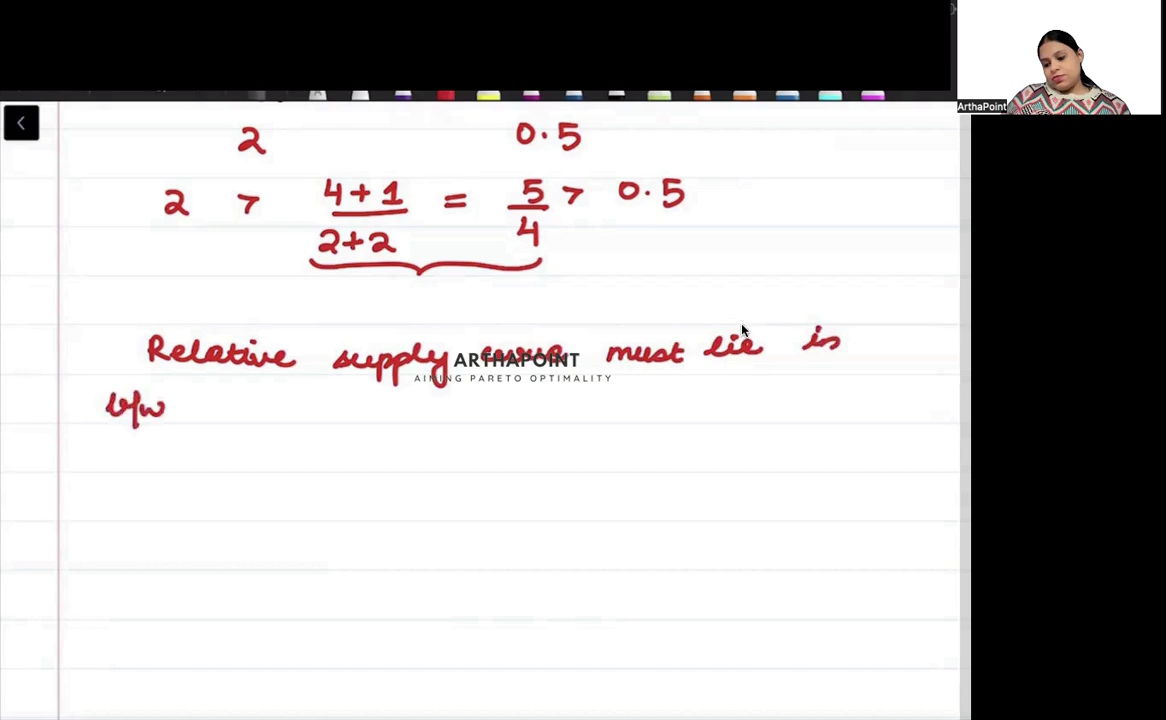 ArthaPoint
2 0.5
2 > 4+1 = 5 > 0.5
2+2 4
Relative supply curve must lie in
b/w
ARTHAPOINT
AIMING PARETO OPTIMALITY